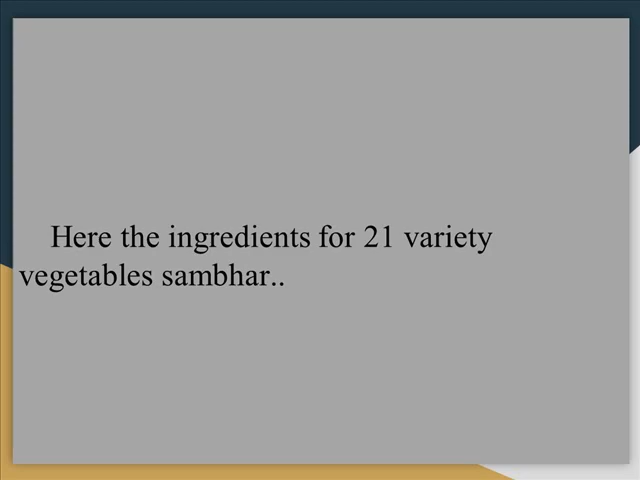 Here the ingredients for 21 variety
vegetables sambhar..